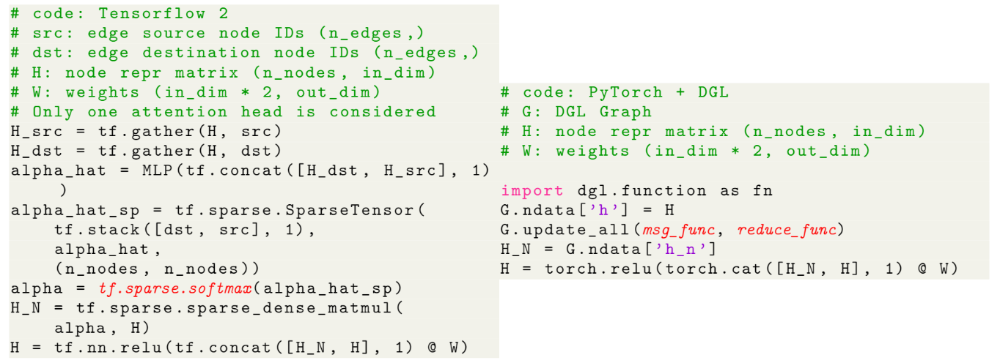 # code: Tensorflow 2
# src: edge source node IDs (n_edges,)
# dst: edge destination node IDs (n_edges,)
# H: node repr matrix (n_nodes, in_dim)
# W: weights (in_dim * 2, out_dim)
# Only one attention head is considered
H_src = tf.gather(H, src)
H_dst = tf.gather(H, dst)
alpha_hat = MLP(tf.concat([H_dst, H_src], 1)
    )
alpha_hat_sp = tf.sparse.SparseTensor(
    tf.stack([dst, src], 1),
    alpha_hat,
    (n_nodes, n_nodes))
alpha = tf.sparse.softmax(alpha_hat_sp)
H_N = tf.sparse.sparse_dense_matmul(
    alpha, H)
H = tf.nn.relu(tf.concat([H_N, H], 1) @ W)
# code: PyTorch + DGL
# G: DGL Graph
# H: node repr matrix (n_nodes, in_dim)
# W: weights (in_dim * 2, out_dim)
import dgl.function as fn
G.ndata['h'] = H
G.update_all(msg_func, reduce_func)
H_N = G.ndata['h_n']
H = torch.relu(torch.cat([H_N, H], 1) @ W)